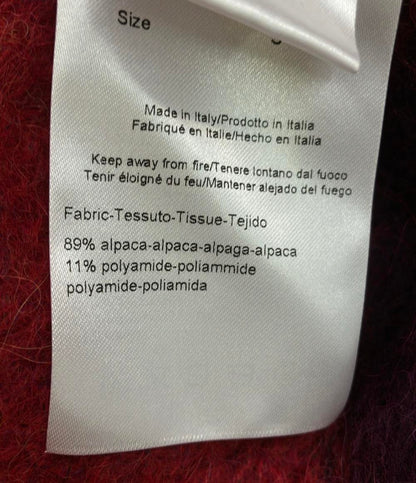 Size
Made in Italy/Prodotto in Italia
Fabriqué en Italie/Hecho en Italia
Keep away from fire/Tenere lontano dal fuoco
Tenir éloigné du feu/Mantener alejado del fuego
Fabric-Tessuto-Tissue-Tejido
89% alpaca-alpaca-alpaga-alpaca
11% polyamide-poliammide
polyamide-poliamida